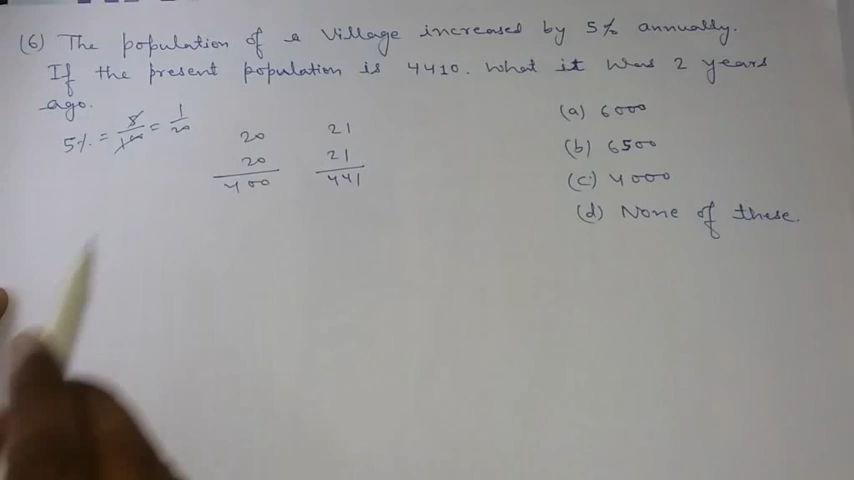 (6) The population of a Village increased by 5% annually.
If the present population is 4410. What it was 2 years
ago.
5% = 5/100 = 1/20
20 21
20 21
400 441
(a) 6000
(b) 6500
(c) 4000
(d) None of these.